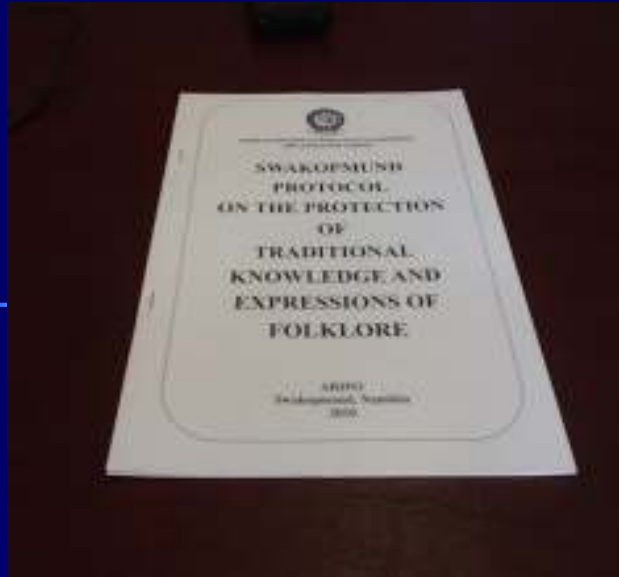 SWAKOPMUND
PROTOCOL
ON THE PROTECTION
OF
TRADITIONAL
KNOWLEDGE AND
EXPRESSIONS OF
FOLKLORE
ARIPO
Swakopmund, Namibia
2010